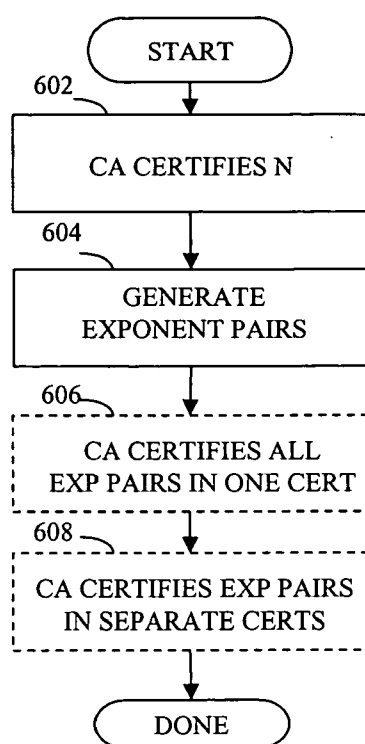 START
602
CA CERTIFIES N
604
GENERATE
EXPONENT PAIRS
606
CA CERTIFIES ALL
EXP PAIRS IN ONE CERT
608
CA CERTIFIES EXP PAIRS
IN SEPARATE CERTS
DONE